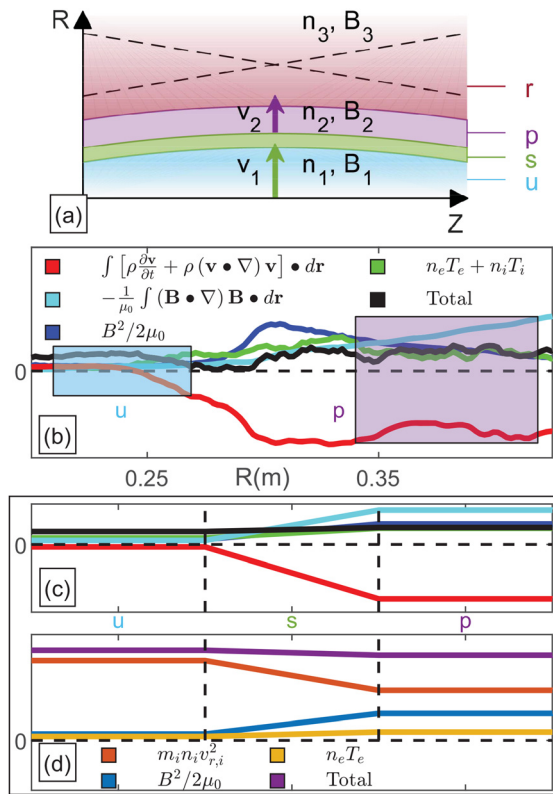 R
n₃, B₃
r
v₂ n₂, B₂
p
s
v₁ n₁, B₁
u
(a)
Z
∫ [ρ ∂v/∂t + ρ (v • ∇) v] • dr
nₑTₑ + nᵢTᵢ
−1/μ₀ ∫ (B • ∇) B • dr
Total
B²/2μ₀
0
u
p
(b)
0.25
R(m)
0.35
0
(c)
u
s
p
0
(d)
mᵢnᵢv²ᵣ,ᵢ
nₑTₑ
B²/2μ₀
Total